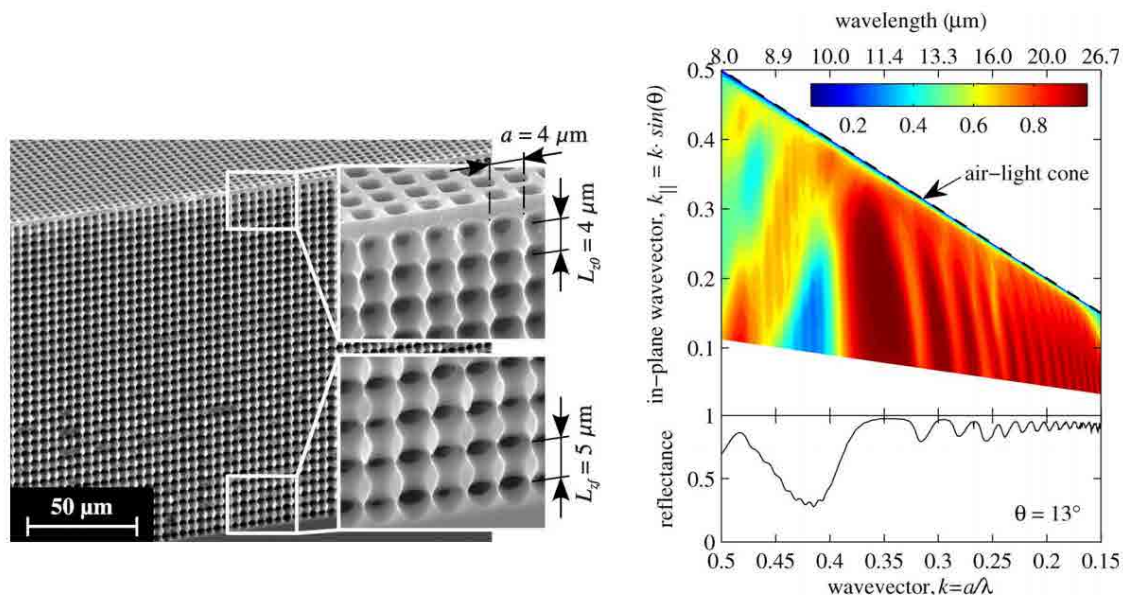 a = 4 μm
L_z0 = 4 μm
L_zf = 5 μm
50 μm
wavelength (μm)
8.0 8.9 10.0 11.4 13.3 16.0 20.0 26.7
0.5
0.4
0.3
0.2
0.1
0.2 0.4 0.6 0.8
air-light cone
in-plane wavevector, k_|| = k· sin(θ)
1
0.5
0
reflectance
θ = 13°
0.5 0.45 0.4 0.35 0.3 0.25 0.2 0.15
wavevector, k=a/λ